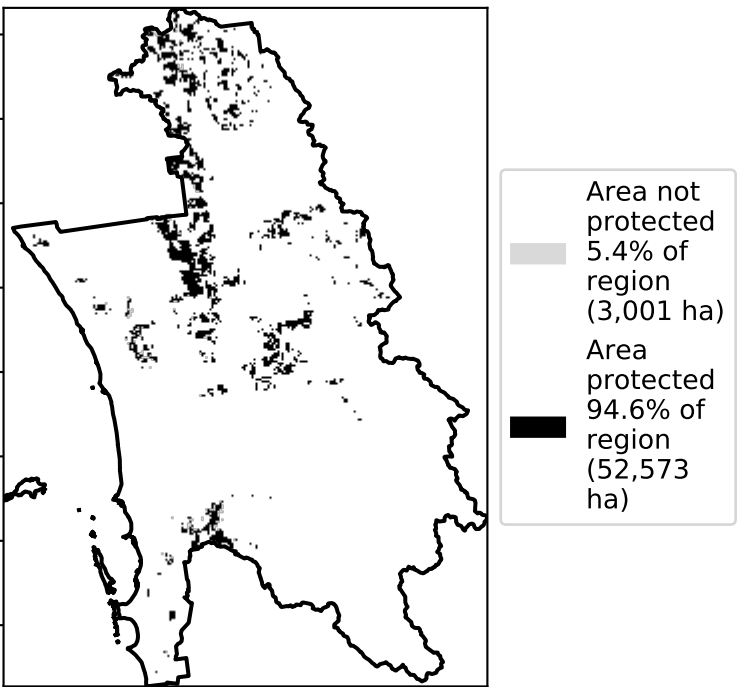 Area not
protected
5.4% of
region
(3,001 ha)
Area
protected
94.6% of
region
(52,573
ha)